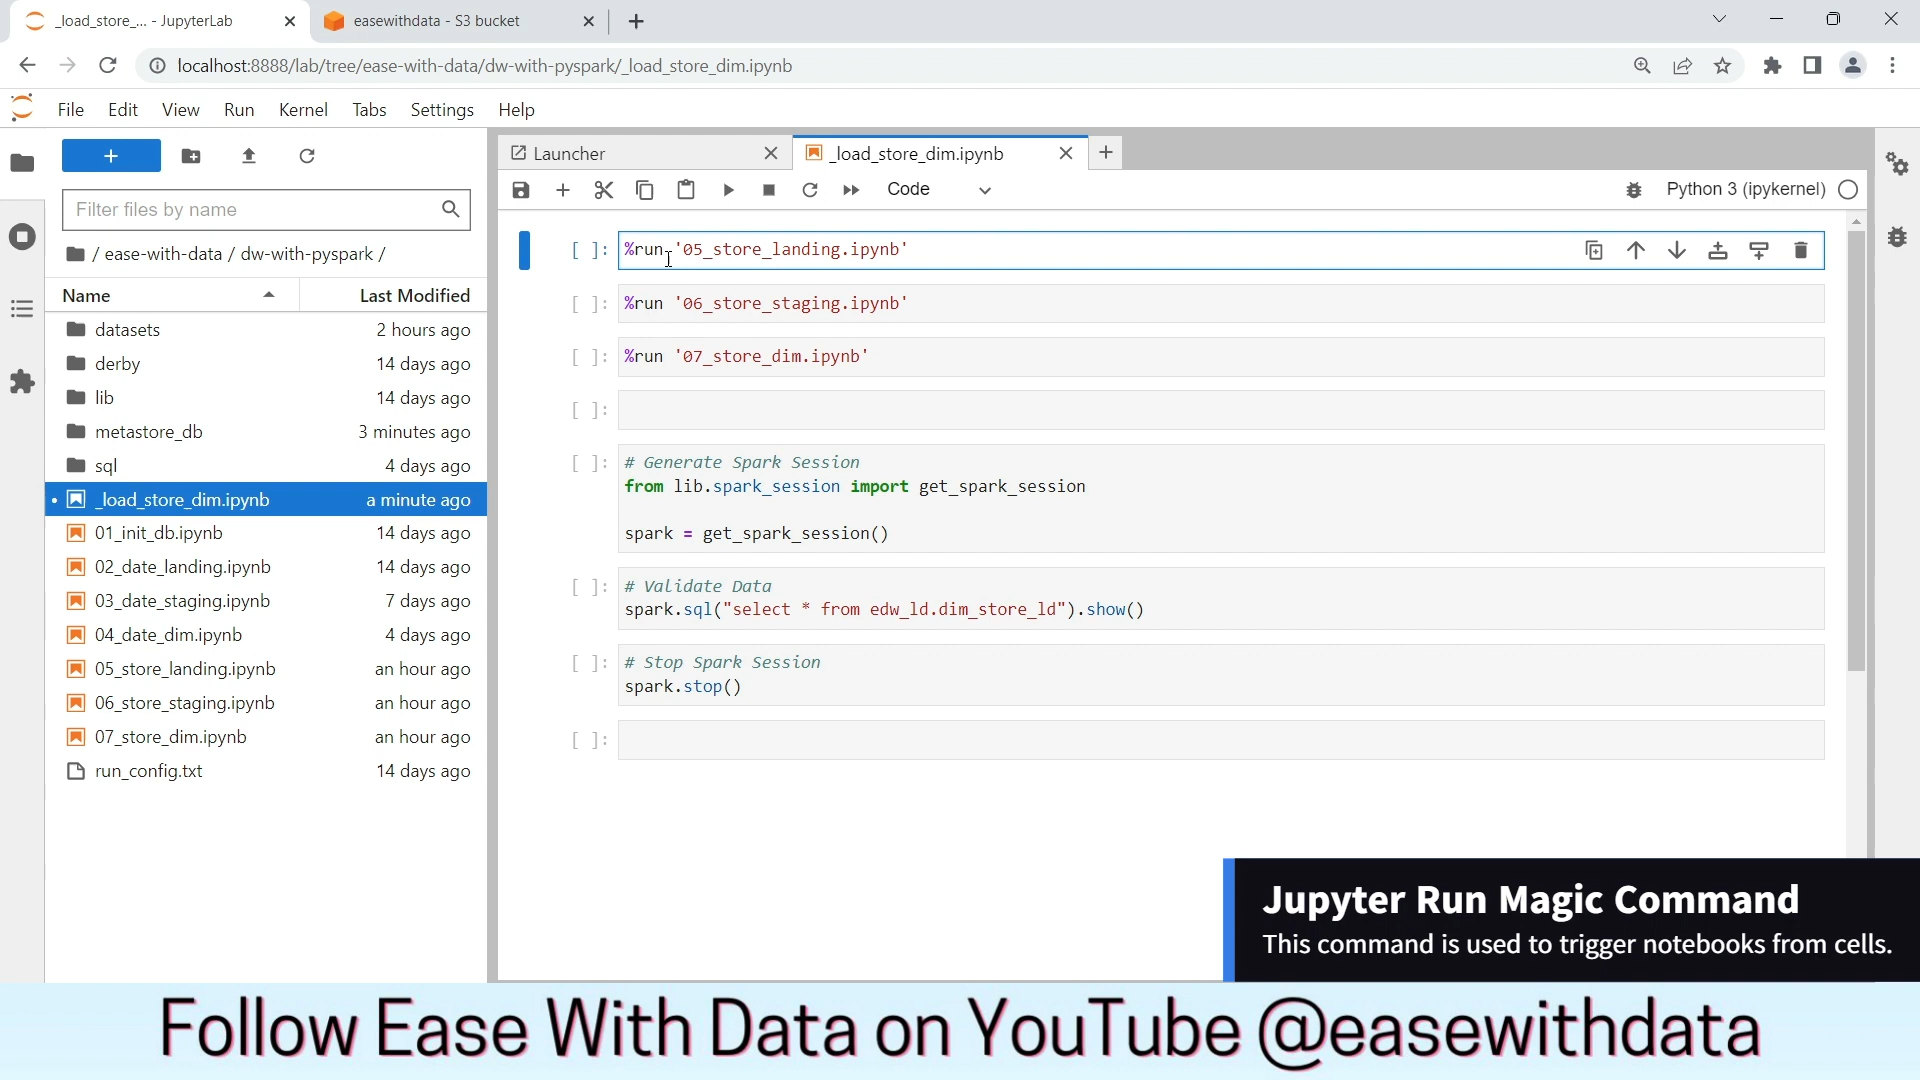 _load_store_... - JupyterLab
easewithdata - S3 bucket
localhost:8888/lab/tree/ease-with-data/dw-with-pyspark/_load_store_dim.ipynb
File Edit View Run Kernel Tabs Settings Help
Launcher
_load_store_dim.ipynb
Code
Python 3 (ipykernel)
Filter files by name
/ ease-with-data / dw-with-pyspark /
Name Last Modified
datasets 2 hours ago
derby 14 days ago
lib 14 days ago
metastore_db 3 minutes ago
sql 4 days ago
_load_store_dim.ipynb a minute ago
01_init_db.ipynb 14 days ago
02_date_landing.ipynb 14 days ago
03_date_staging.ipynb 7 days ago
04_date_dim.ipynb 4 days ago
05_store_landing.ipynb an hour ago
06_store_staging.ipynb an hour ago
07_store_dim.ipynb an hour ago
run_config.txt 14 days ago
[ ]: %run '05_store_landing.ipynb'
[ ]: %run '06_store_staging.ipynb'
[ ]: %run '07_store_dim.ipynb'
[ ]:
[ ]: # Generate Spark Session
from lib.spark_session import get_spark_session
spark = get_spark_session()
[ ]: # Validate Data
spark.sql("select * from edw_ld.dim_store_ld").show()
[ ]: # Stop Spark Session
spark.stop()
[ ]:
Jupyter Run Magic Command
This command is used to trigger notebooks from cells.
Follow Ease With Data on YouTube @easewithdata